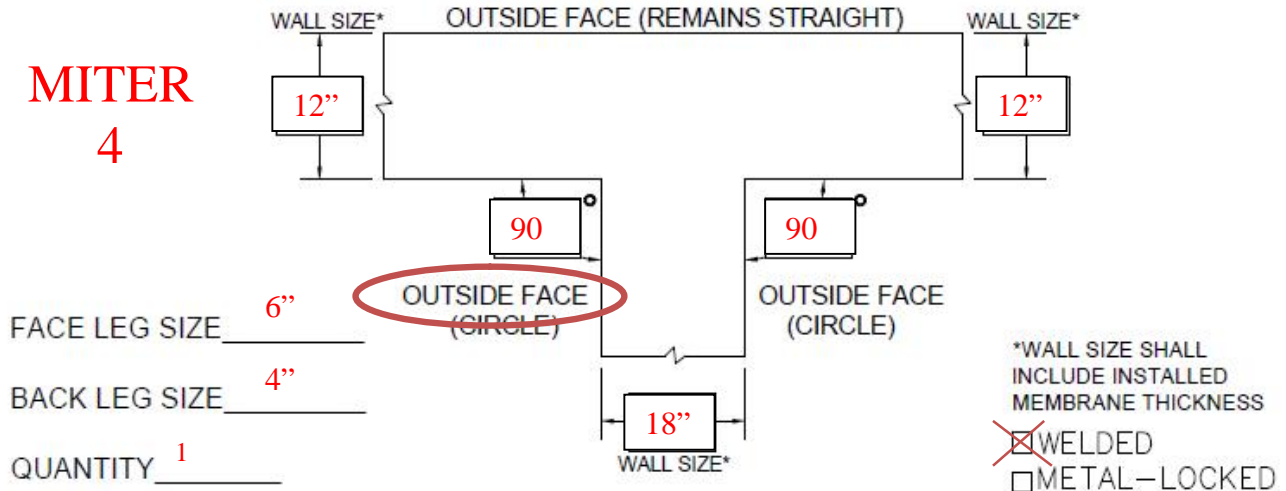 WALL SIZE*
OUTSIDE FACE (REMAINS STRAIGHT)
WALL SIZE*
MITER
4
12”
12”
90°
90°
OUTSIDE FACE
(CIRCLE)
OUTSIDE FACE
(CIRCLE)
FACE LEG SIZE 6”
BACK LEG SIZE 4”
QUANTITY 1
18”
WALL SIZE*
*WALL SIZE SHALL
INCLUDE INSTALLED
MEMBRANE THICKNESS
WELDED
METAL-LOCKED